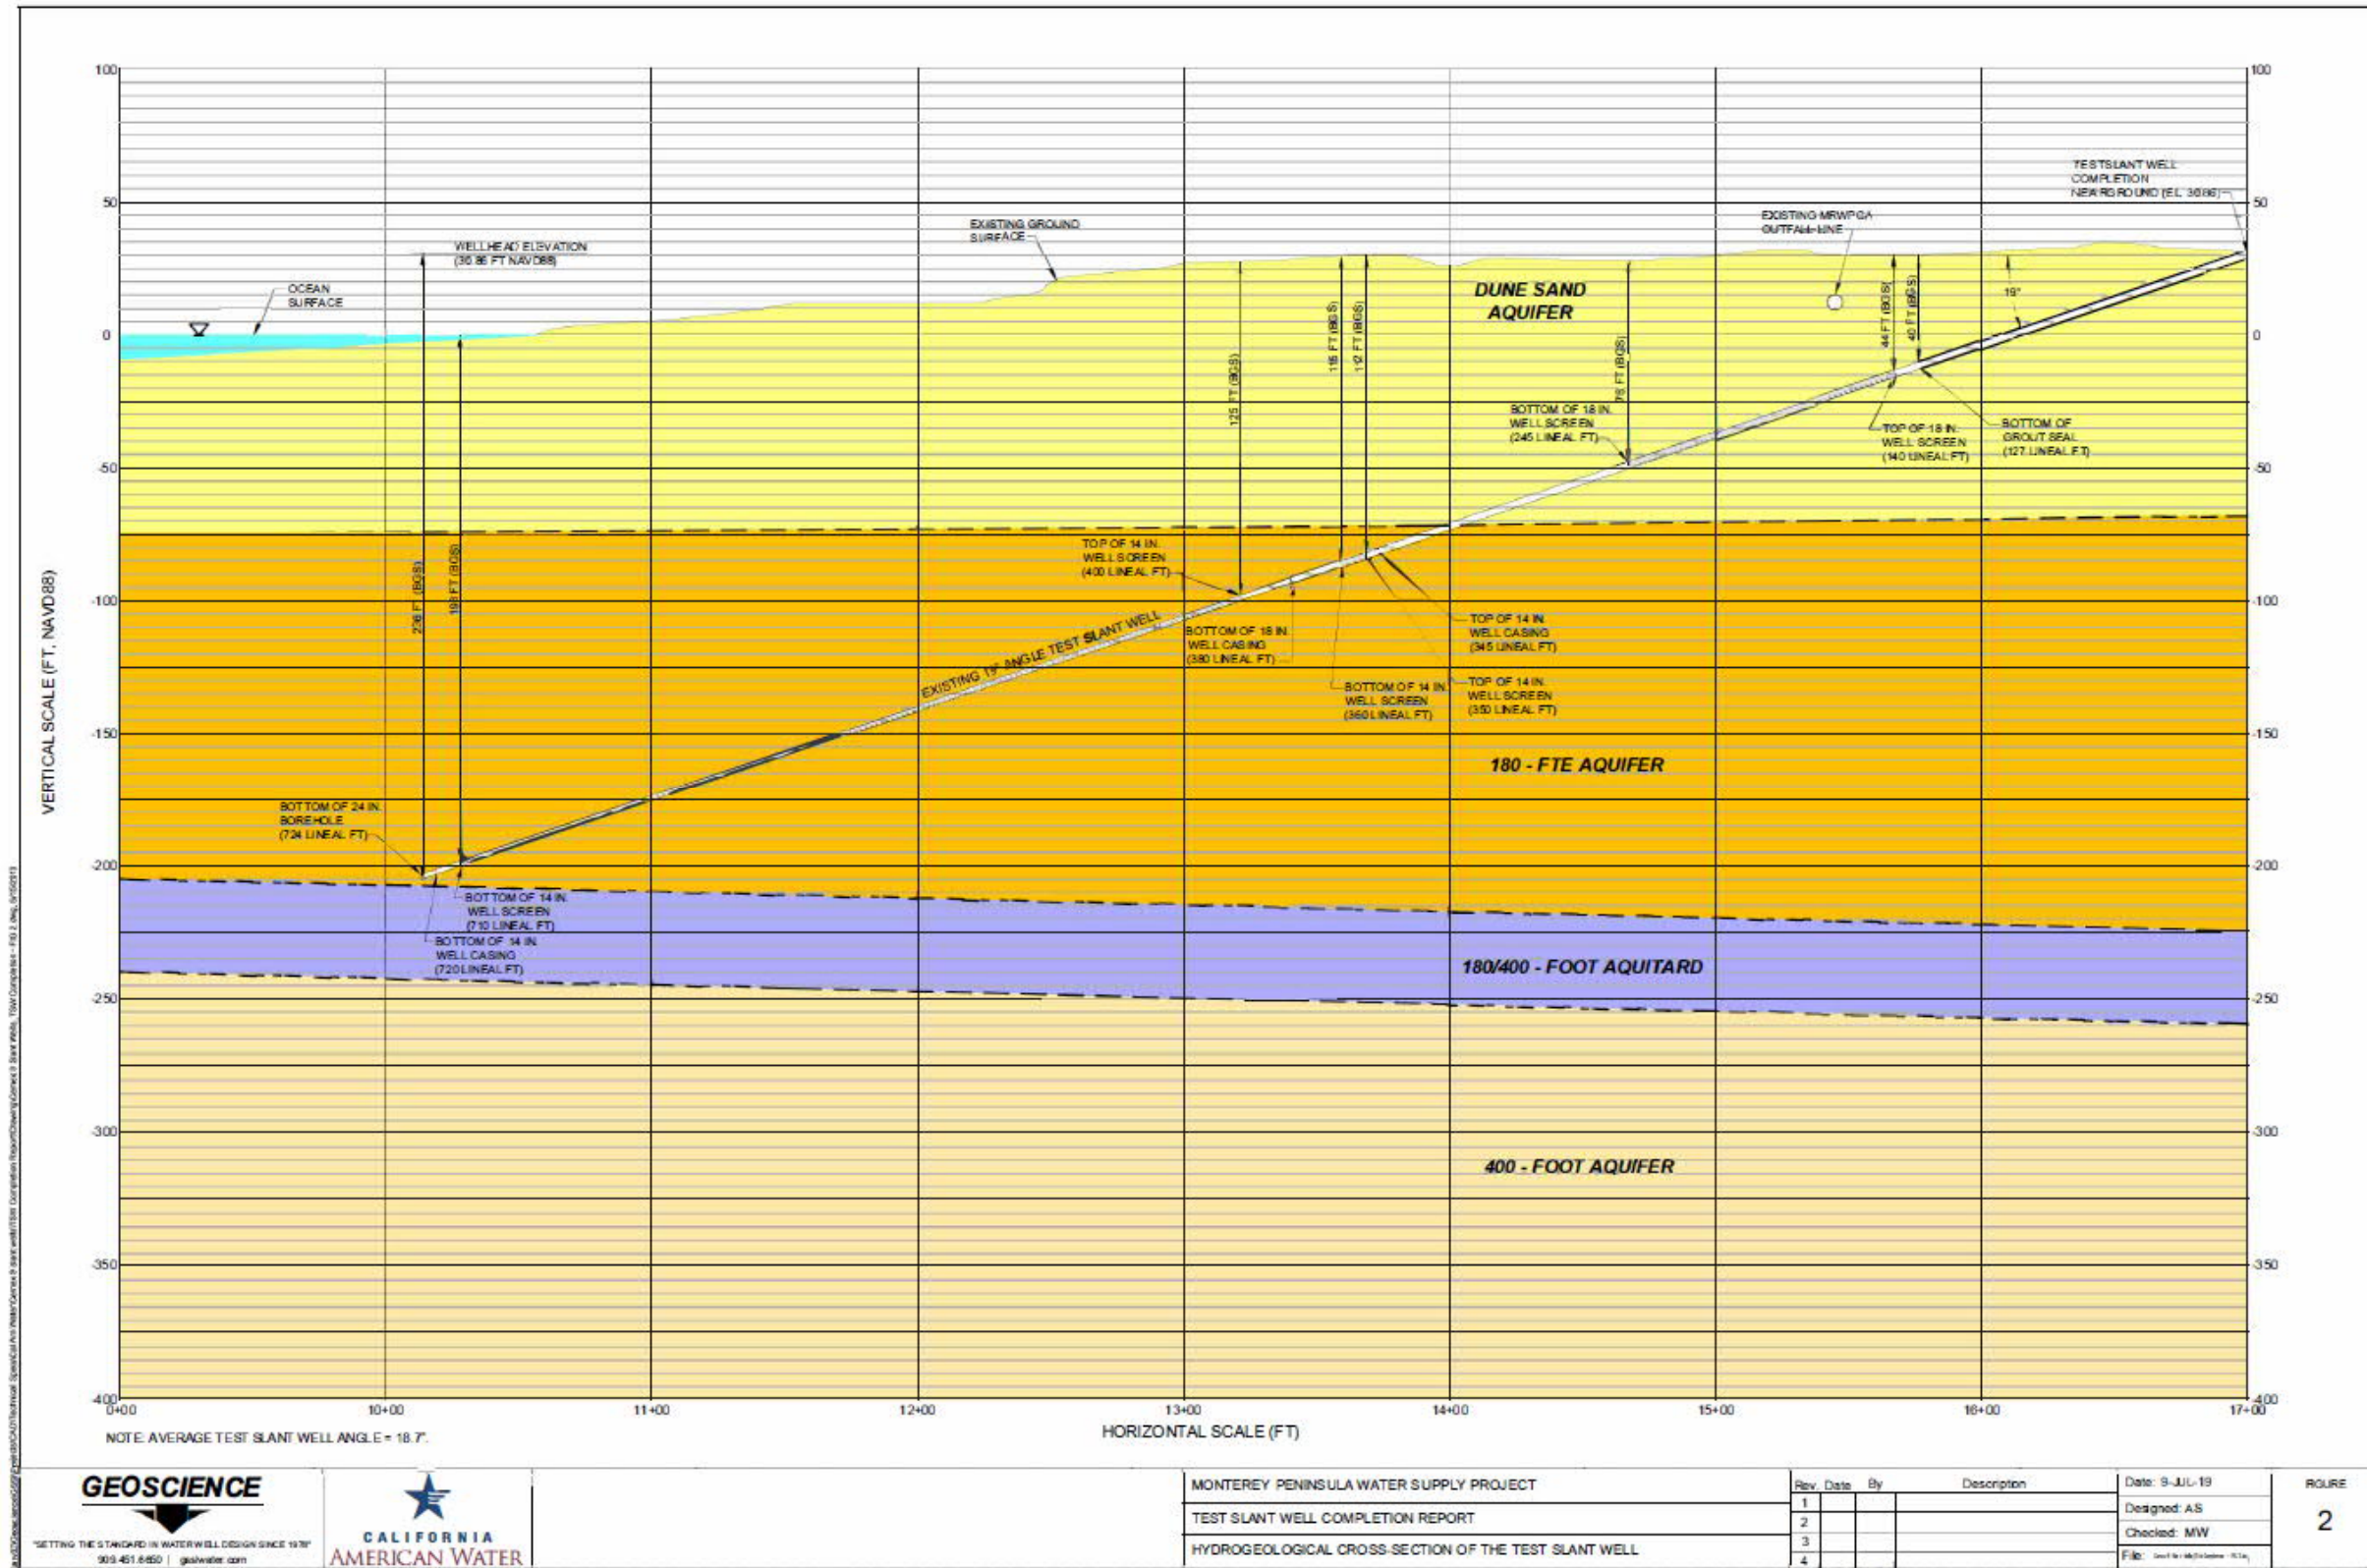 100
50
0
-50
-100
-150
-200
-250
-300
-350
-400
VERTICAL SCALE (FT, NAVD88)
100
50
0
-50
-100
-150
-200
-250
-300
-350
-400
0+00
10+00
11+00
12+00
13+00
14+00
15+00
16+00
17+00
HORIZONTAL SCALE (FT)
OCEAN
SURFACE
WELLHEAD ELEVATION
(30.86 FT NAVD88)
EXISTING GROUND
SURFACE
EXISTING MRWPCA
OUTFALL LINE
TEST SLANT WELL
COMPLETION
NEAR GROUND (EL. 30.86)
DUNE SAND
AQUIFER
19°
236 FT (BGS)
198 FT (BGS)
125 FT (BGS)
115 FT (BGS)
112 FT (BGS)
76 FT (BGS)
44 FT (BGS)
40 FT (BGS)
BOTTOM OF 18 IN.
WELL SCREEN
(245 LINEAL FT)
TOP OF 18 IN.
WELL SCREEN
(140 LINEAL FT)
BOTTOM OF
GROUT SEAL
(127 LINEAL FT)
TOP OF 14 IN.
WELL SCREEN
(400 LINEAL FT)
BOTTOM OF 18 IN.
WELL CASING
(380 LINEAL FT)
TOP OF 14 IN.
WELL CASING
(345 LINEAL FT)
BOTTOM OF 14 IN.
WELL SCREEN
(360 LINEAL FT)
TOP OF 14 IN.
WELL SCREEN
(350 LINEAL FT)
EXISTING 19° ANGLE TEST SLANT WELL
180 - FTE AQUIFER
BOTTOM OF 24 IN.
BOREHOLE
(724 LINEAL FT)
BOTTOM OF 14 IN.
WELL SCREEN
(710 LINEAL FT)
BOTTOM OF 14 IN.
WELL CASING
(720 LINEAL FT)
180/400 - FOOT AQUITARD
400 - FOOT AQUIFER
NOTE: AVERAGE TEST SLANT WELL ANGLE = 18.7°.
GEOSCIENCE
"SETTING THE STANDARD IN WATER WELL DESIGN SINCE 1978"
909.451.6650 | gssiwater.com
CALIFORNIA
AMERICAN WATER
MONTEREY PENINSULA WATER SUPPLY PROJECT
TEST SLANT WELL COMPLETION REPORT
HYDROGEOLOGICAL CROSS-SECTION OF THE TEST SLANT WELL
Rev. Date By Description
1
2
3
4
Date: 9-JUL-19
Designed: AS
Checked: MW
File:
FIGURE
2